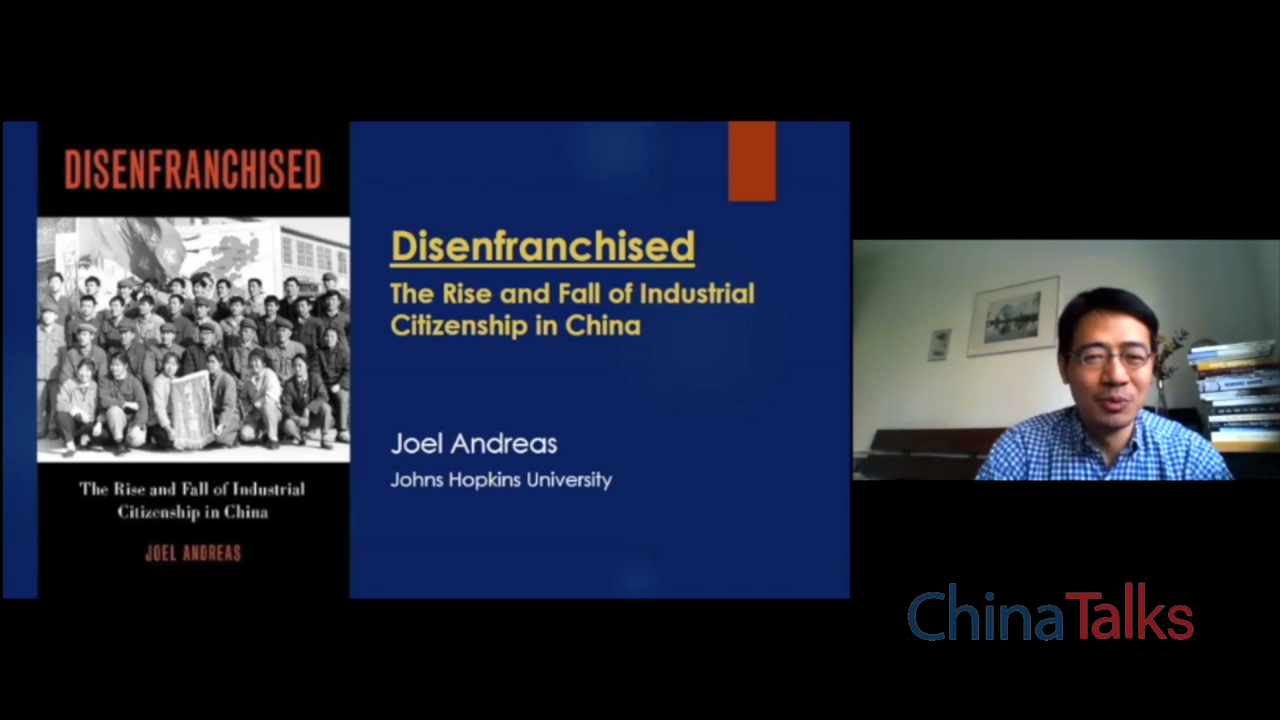 DISENFRANCHISED
The Rise and Fall of Industrial
Citizenship in China
JOEL ANDREAS
Disenfranchised
The Rise and Fall of Industrial
Citizenship in China
Joel Andreas
Johns Hopkins University
ChinaTalks